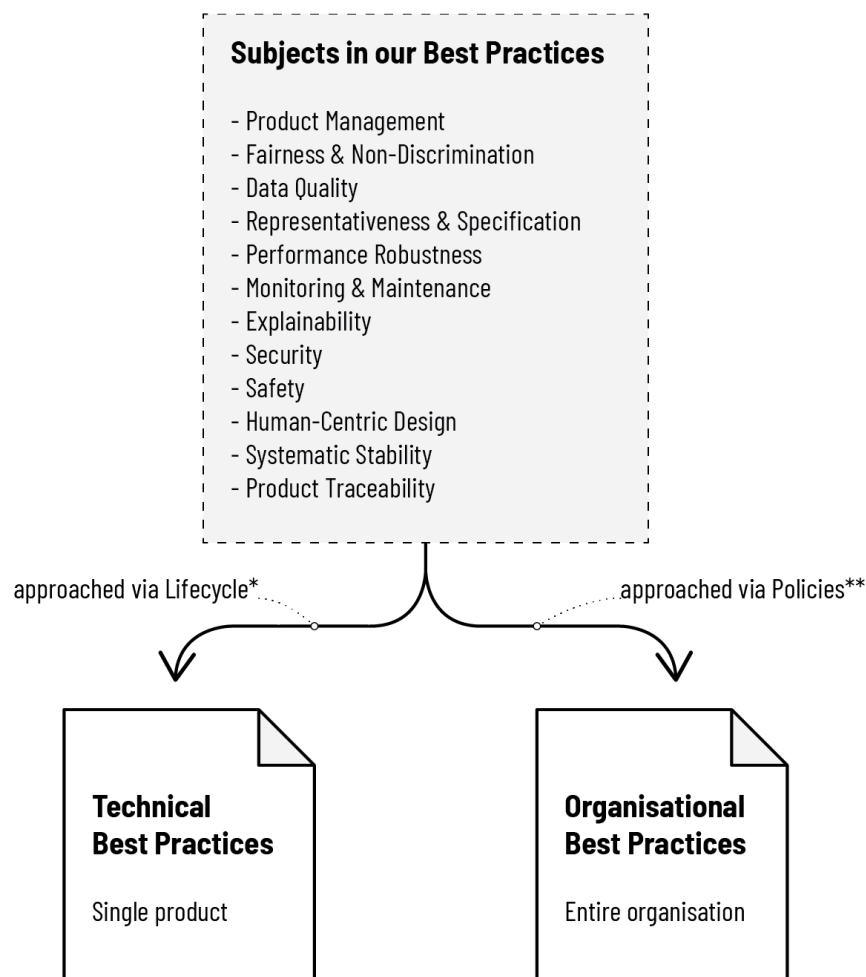 Subjects in our Best Practices
- Product Management
- Fairness & Non-Discrimination
- Data Quality
- Representativeness & Specification
- Performance Robustness
- Monitoring & Maintenance
- Explainability
- Security
- Safety
- Human-Centric Design
- Systematic Stability
- Product Traceability
approached via Lifecycle*
approached via Policies**
Technical
Best Practices
Single product
Organisational
Best Practices
Entire organisation